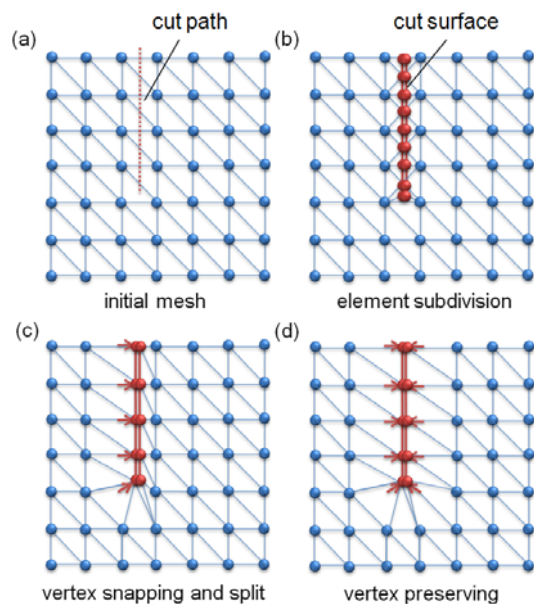 cut path
cut surface
(a)
(b)
initial mesh
element subdivision
(c)
(d)
vertex snapping and split
vertex preserving